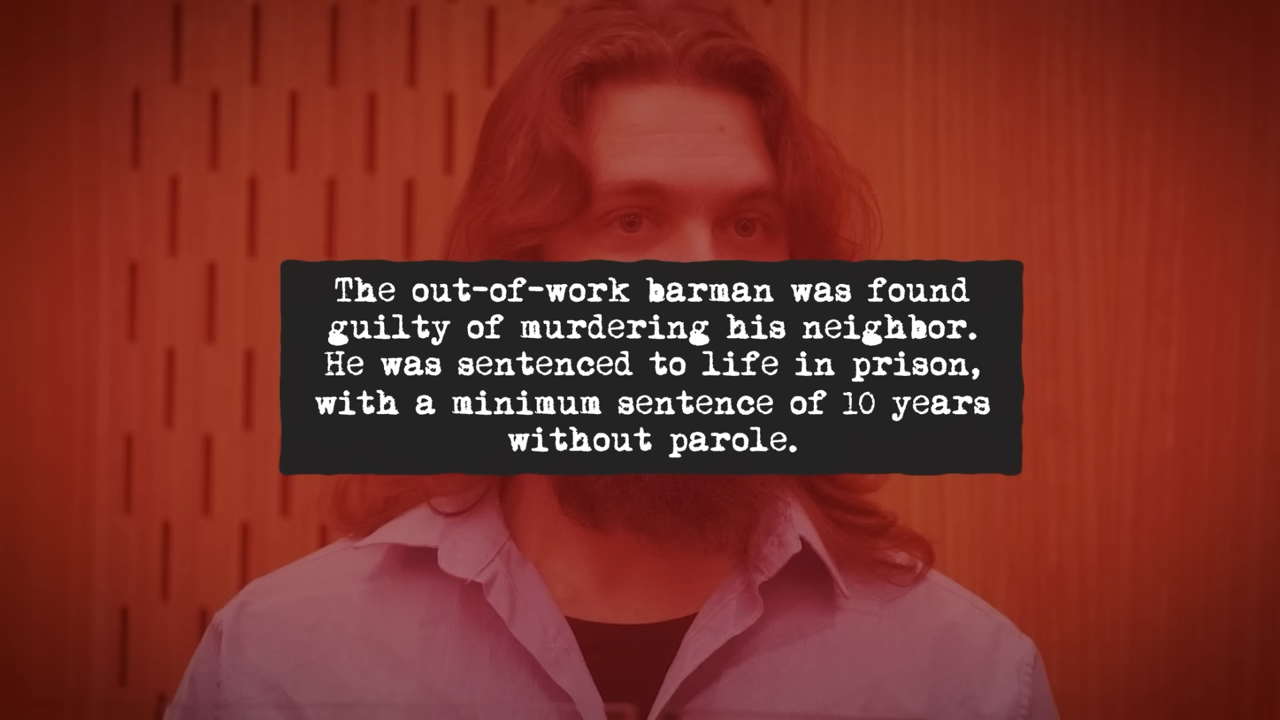 The out-of-work barman was found
guilty of murdering his neighbor.
He was sentenced to life in prison,
with a minimum sentence of 10 years
without parole.